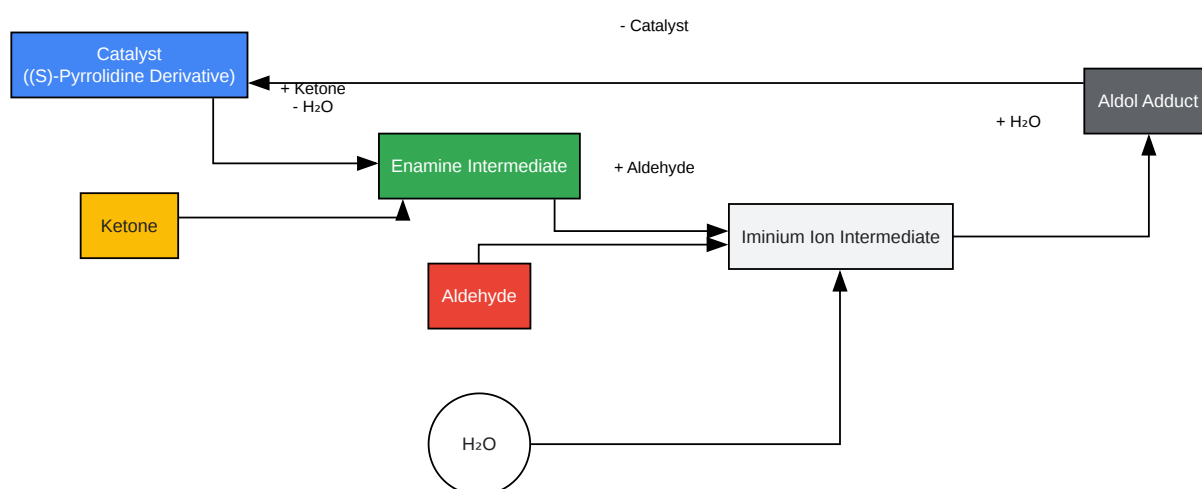 - Catalyst
Catalyst
((S)-Pyrrolidine Derivative)
+ Ketone
- H₂O
Aldol Adduct
+ H₂O
Enamine Intermediate
+ Aldehyde
Ketone
Iminium Ion Intermediate
Aldehyde
H₂O